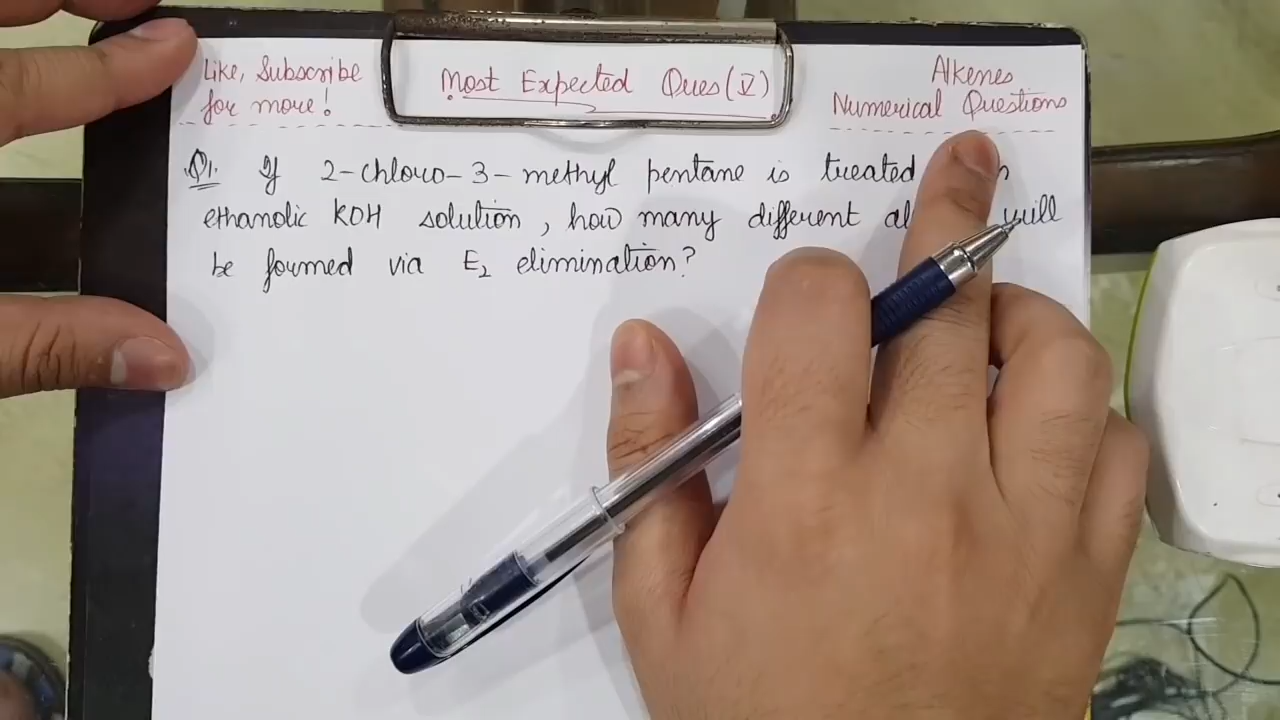 Like, Subscribe
for more!
Most Expected Ques(V)
Alkenes
Numerical Questions
Q1. If 2-chloro-3-methyl pentane is treated
ethanolic KOH solution, how many different will
be formed via E2 elimination?